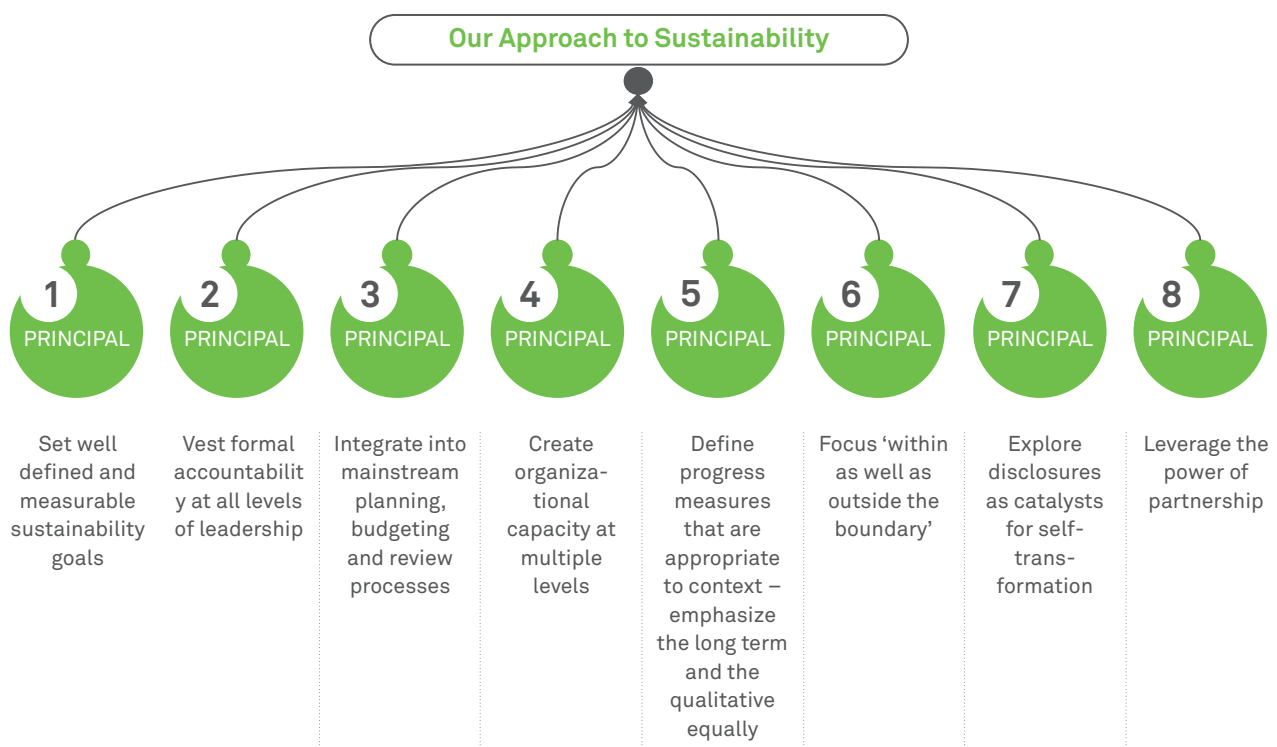 Our Approach to Sustainability
1
PRINCIPAL
Set well
defined and
measurable
sustainability
goals
2
PRINCIPAL
Vest formal
accountabilit
y at all levels
of leadership
3
PRINCIPAL
Integrate into
mainstream
planning,
budgeting
and review
processes
4
PRINCIPAL
Create
organiza-
tional
capacity at
multiple
levels
5
PRINCIPAL
Define
progress
measures
that are
appropriate
to context –
emphasize
the long term
and the
qualitative
equally
6
PRINCIPAL
Focus ‘within
as well as
outside the
boundary’
7
PRINCIPAL
Explore
disclosures
as catalysts
for self-
trans-
formation
8
PRINCIPAL
Leverage the
power of
partnership